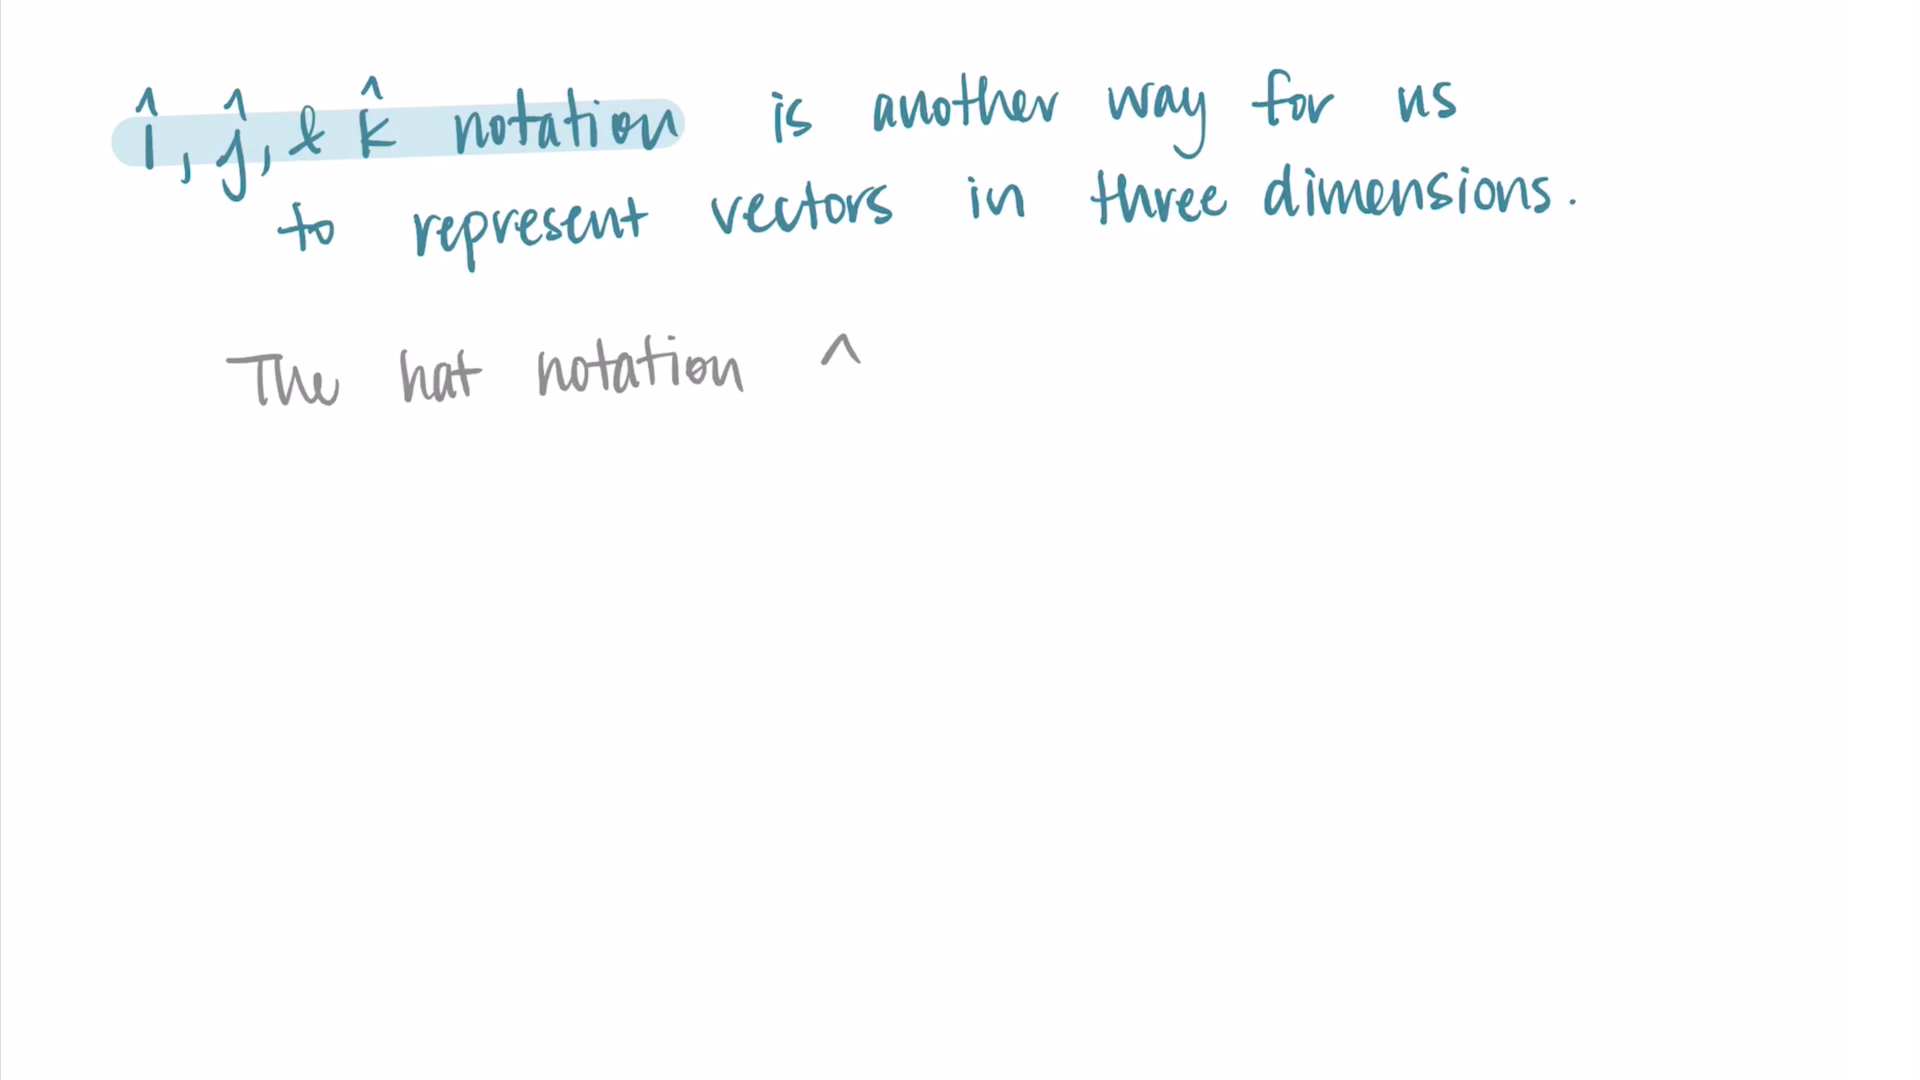 î, ĵ, & k̂ notation is another way for us
to represent vectors in three dimensions.
The hat notation ^